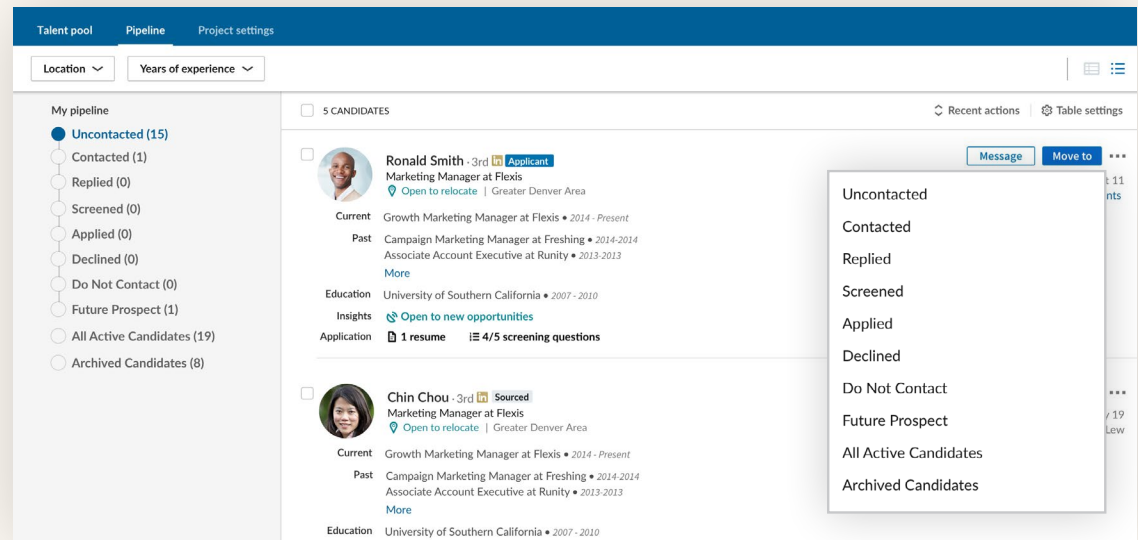 Talent pool Pipeline Project settings
Location Years of experience
My pipeline
Uncontacted (15)
Contacted (1)
Replied (0)
Screened (0)
Applied (0)
Declined (0)
Do Not Contact (0)
Future Prospect (1)
All Active Candidates (19)
Archived Candidates (8)
5 CANDIDATES Recent actions Table settings
Ronald Smith · 3rd in Applicant
Message Move to
Marketing Manager at Flexis
Open to relocate | Greater Denver Area
Current Growth Marketing Manager at Flexis • 2014 - Present
Past Campaign Marketing Manager at Freshing • 2014-2014
Associate Account Executive at Runity • 2013-2013
More
Education University of Southern California • 2007 - 2010
Insights Open to new opportunities
Application 1 resume 4/5 screening questions
11
Uncontacted
Contacted
Replied
Screened
Applied
Declined
Do Not Contact
Future Prospect
All Active Candidates
Archived Candidates
Chin Chou · 3rd in Sourced
Marketing Manager at Flexis
Open to relocate | Greater Denver Area
19
Lew
Current Growth Marketing Manager at Flexis • 2014 - Present
Past Campaign Marketing Manager at Freshing • 2014-2014
Associate Account Executive at Runity • 2013-2013
More
Education University of Southern California • 2007 - 2010